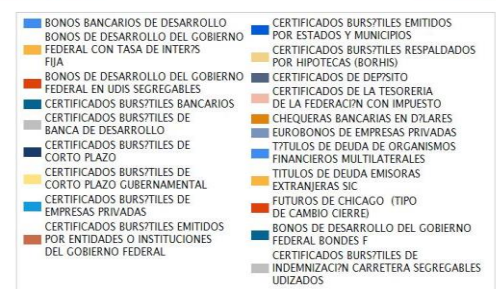 BONOS BANCARIOS DE DESARROLLO
BONOS DE DESARROLLO DEL GOBIERNO
FEDERAL CON TASA DE INTER?S
FIJA
BONOS DE DESARROLLO DEL GOBIERNO
FEDERAL EN UDIS SEGREGABLES
CERTIFICADOS BURS?TILES BANCARIOS
CERTIFICADOS BURS?TILES DE
BANCA DE DESARROLLO
CERTIFICADOS BURS?TILES DE
CORTO PLAZO
CERTIFICADOS BURS?TILES DE
CORTO PLAZO GUBERNAMENTAL
CERTIFICADOS BURS?TILES DE
EMPRESAS PRIVADAS
CERTIFICADOS BURS?TILES EMITIDOS
POR ENTIDADES O INSTITUCIONES
DEL GOBIERNO FEDERAL
CERTIFICADOS BURS?TILES EMITIDOS
POR ESTADOS Y MUNICIPIOS
CERTIFICADOS BURS?TILES RESPALDADOS
POR HIPOTECAS (BORHIS)
CERTIFICADOS DE DEP?SITO
CERTIFICADOS DE LA TESORERIA
DE LA FEDERACI?N CON IMPUESTO
CHEQUERAS BANCARIAS EN D?LARES
EUROBONOS DE EMPRESAS PRIVADAS
T?TULOS DE DEUDA DE ORGANISMOS
FINANCIEROS MULTILATERALES
TITULOS DE DEUDA EMISORAS
EXTRANJERAS SIC
FUTUROS DE CHICAGO (TIPO
DE CAMBIO CIERRE)
BONOS DE DESARROLLO DEL GOBIERNO
FEDERAL BONDES F
CERTIFICADOS BURS?TILES DE
INDEMNIZACI?N CARRETERA SEGREGABLES
UDIZADOS